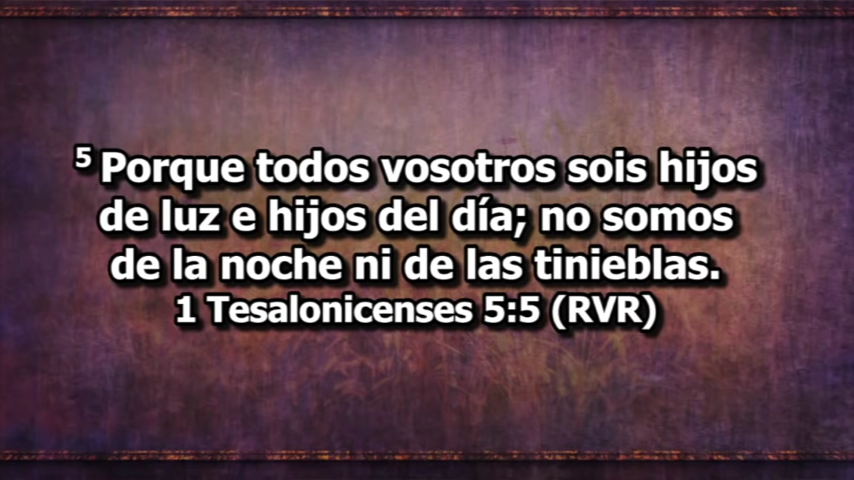 5 Porque todos vosotros sois hijos
de luz e hijos del día; no somos
de la noche ni de las tinieblas.
1 Tesalonicenses 5:5 (RVR)